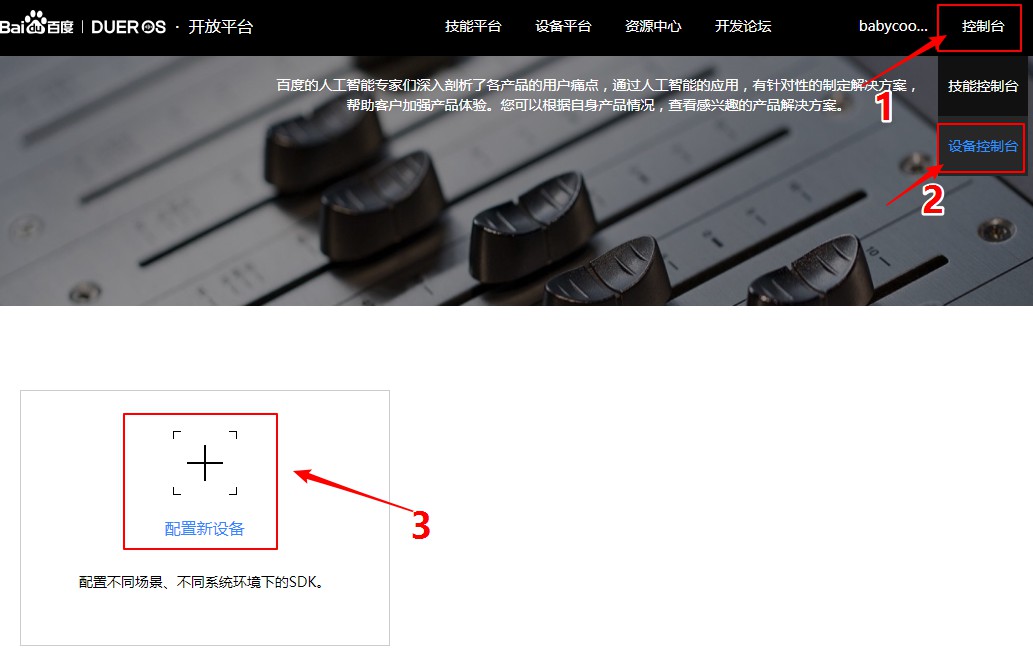 Bai du 百度 | DUER OS · 开放平台
技能平台 设备平台 资源中心 开发论坛 babycoo... 控制台
百度的人工智能专家们深入剖析了各产品的用户痛点，通过人工智能的应用，有针对性的制定解决方案，
帮助客户加强产品体验。您可以根据自身产品情况，查看感兴趣的产品解决方案。
技能控制台
1
设备控制台
2
10
配置新设备
3
配置不同场景、不同系统环境下的SDK。